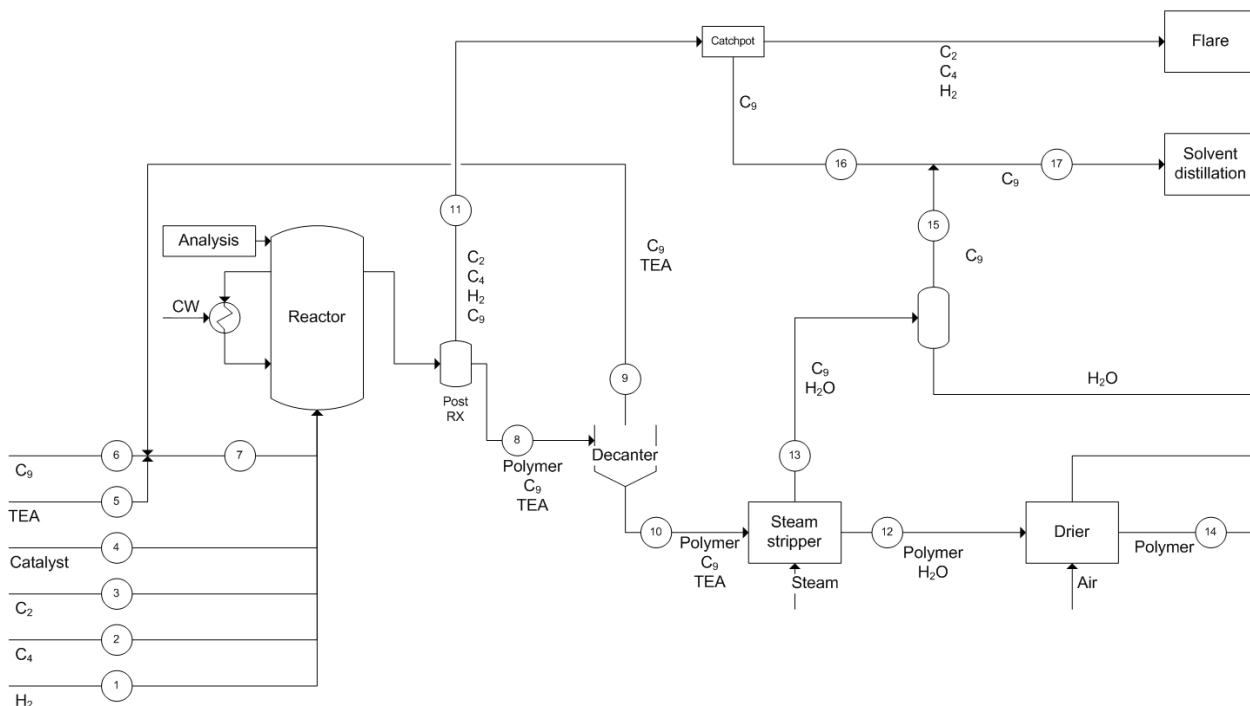 Catchpot
Flare
C₂
C₄
H₂
11
C₉
16
C₉
17
Solvent
distillation
15
C₉
Analysis
CW
Reactor
C₂
C₄
H₂
C₉
C₉
TEA
Post
RX
9
C₉
H₂O
H₂O
6
C₉
7
5
TEA
8
Polymer
C₉
TEA
Decanter
13
4
Catalyst
3
C₂
2
C₄
1
H₂
10
Polymer
C₉
TEA
Steam
stripper
Steam
12
Polymer
H₂O
Drier
Air
Polymer
14